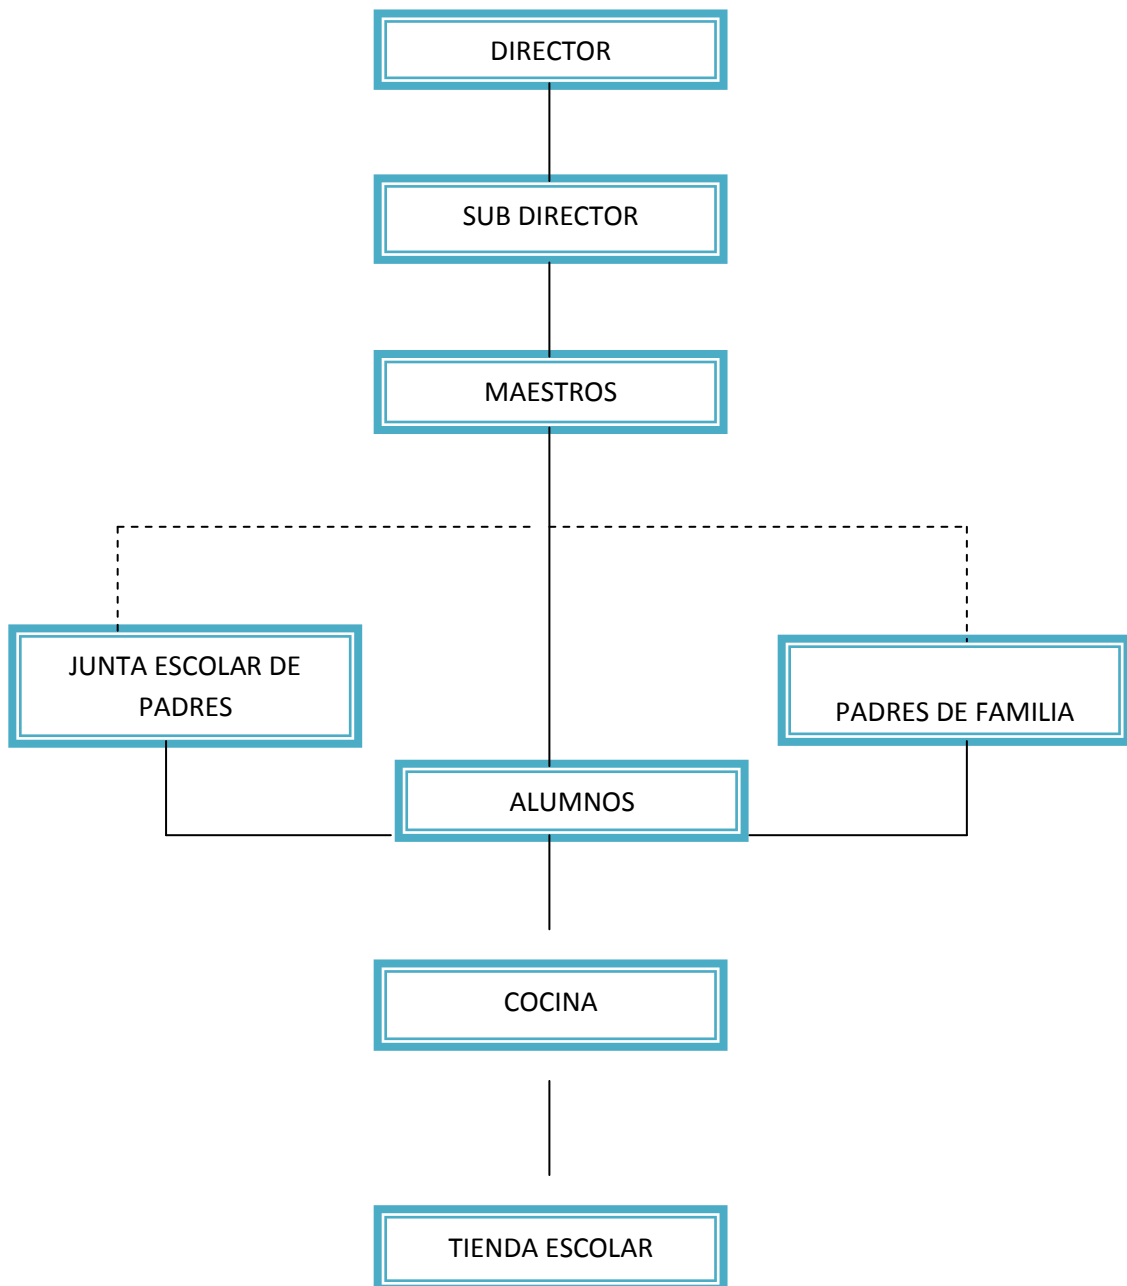 DIRECTOR
SUB DIRECTOR
MAESTROS
JUNTA ESCOLAR DE
PADRES
PADRES DE FAMILIA
ALUMNOS
COCINA
TIENDA ESCOLAR